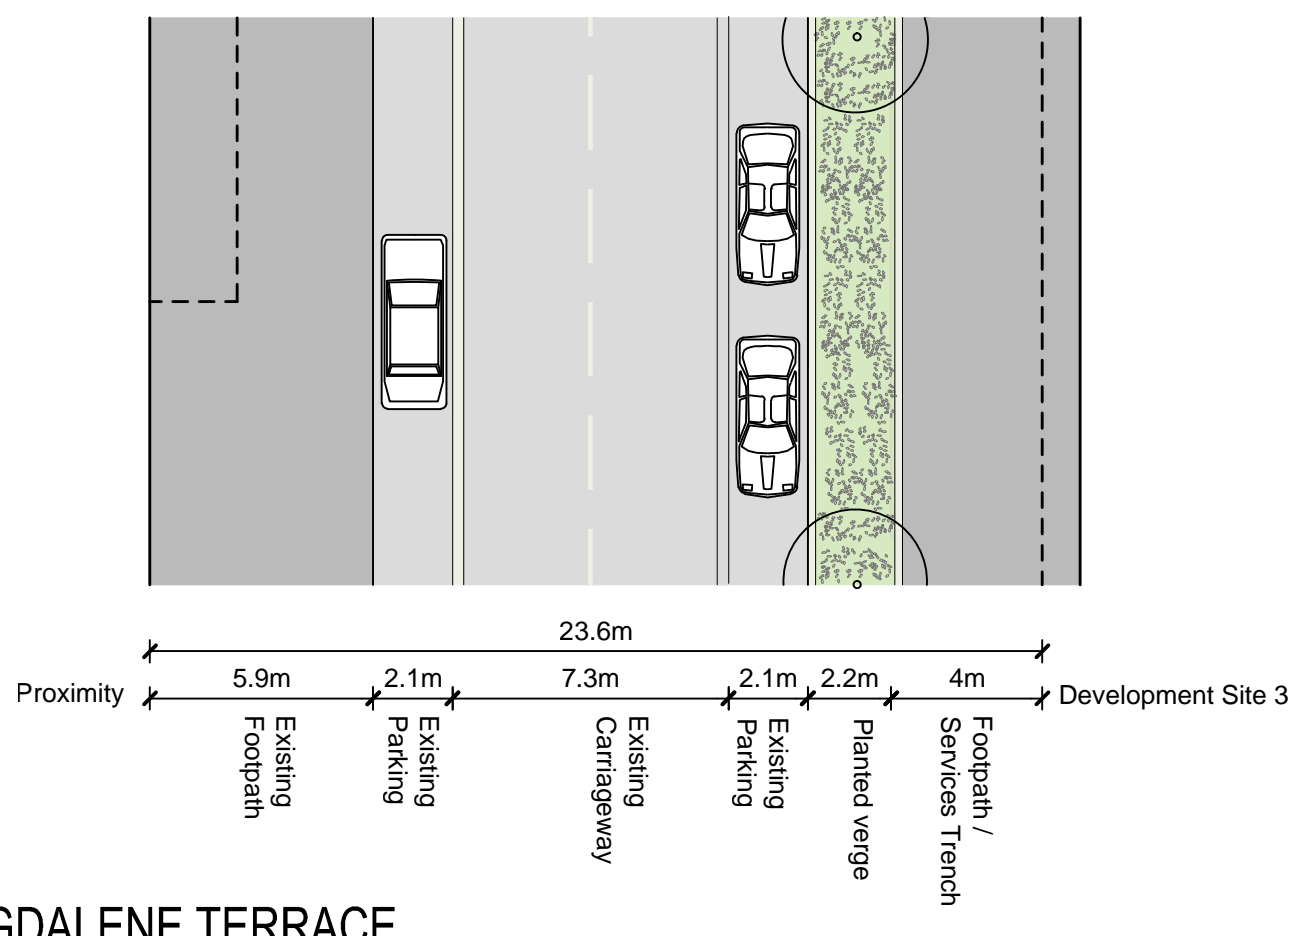 23.6m
5.9m 2.1m 7.3m 2.1m 2.2m 4m
Proximity
Development Site 3
Existing
Footpath
Existing
Parking
Existing
Carriageway
Existing
Parking
Planted verge
Footpath /
Services Trench
GDALENE TERRACE